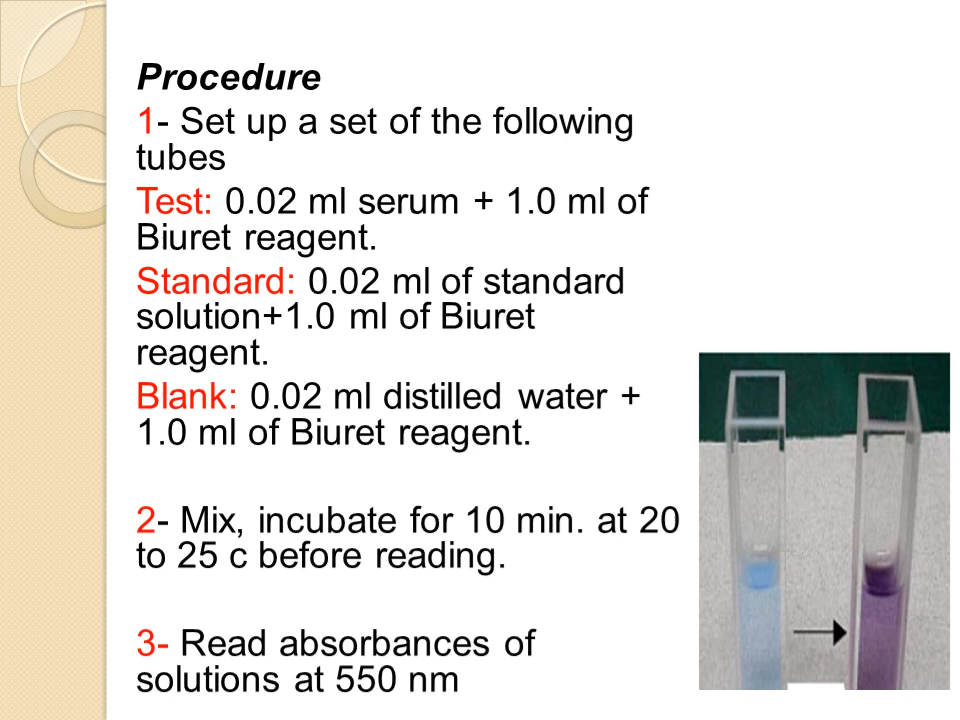 Procedure
1- Set up a set of the following
tubes
Test: 0.02 ml serum + 1.0 ml of
Biuret reagent.
Standard: 0.02 ml of standard
solution+1.0 ml of Biuret
reagent.
Blank: 0.02 ml distilled water +
1.0 ml of Biuret reagent.
2- Mix, incubate for 10 min. at 20
to 25 c before reading.
3- Read absorbances of
solutions at 550 nm